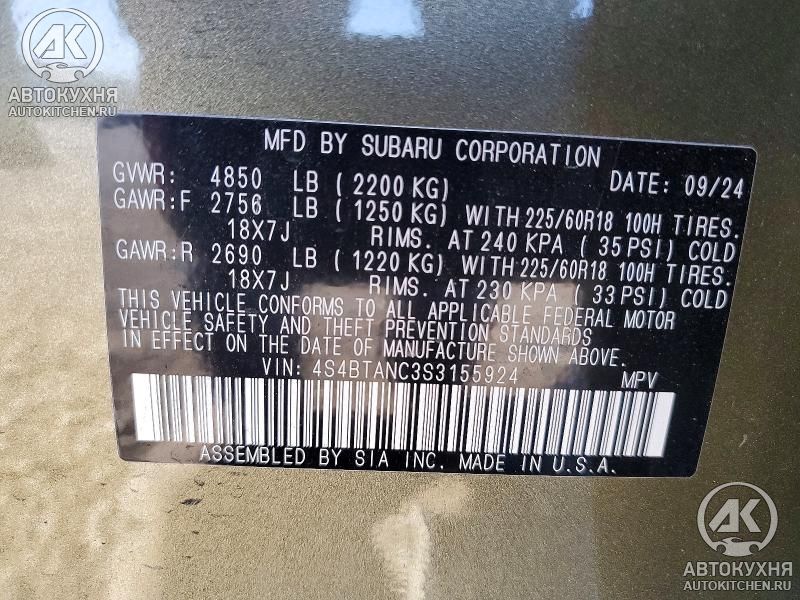 AK
АВТОКУХНЯ
AUTOKITCHEN.RU
MFD BY SUBARU CORPORATION
GVWR: 4850 LB (2200 KG) DATE: 09/24
GAWR:F 2756 LB (1250 KG) WITH 225/60R18 100H TIRES.
18X7J RIMS. AT 240 KPA ( 35 PSI) COLD
GAWR:R 2690 LB (1220 KG) WITH 225/60R18 100H TIRES.
18X7J RIMS. AT 230 KPA ( 33 PSI) COLD
THIS VEHICLE CONFORMS TO ALL APPLICABLE FEDERAL MOTOR
VEHICLE SAFETY AND THEFT PREVENTION STANDARDS
IN EFFECT ON THE DATE OF MANUFACTURE SHOWN ABOVE.
VIN: 4S4BTANC3S3155924 MPV
ASSEMBLED BY SIA INC. MADE IN U.S.A.
AK
АВТОКУХНЯ
AUTOKITCHEN.RU